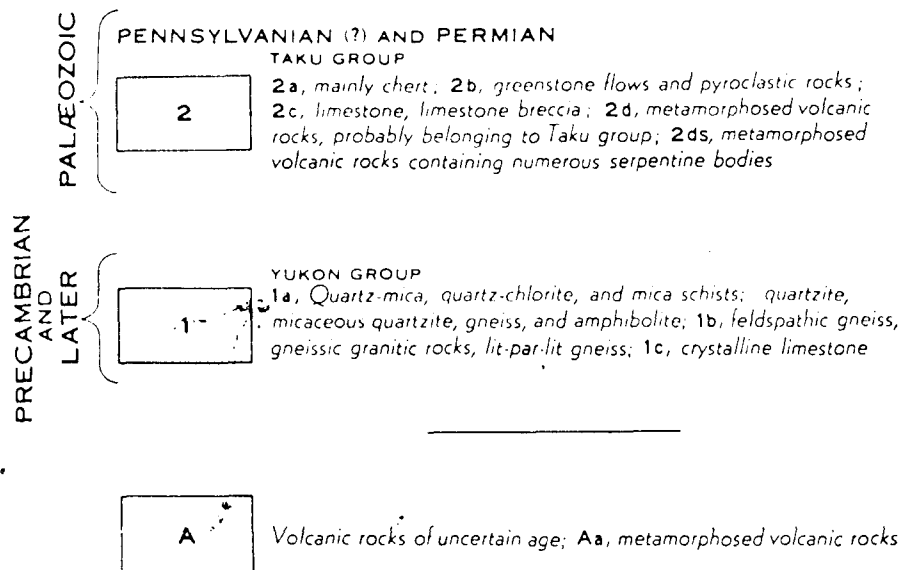 PALÆOZOIC
PENNSYLVANIAN (?) AND PERMIAN
TAKU GROUP
2
2a, mainly chert; 2b, greenstone flows and pyroclastic rocks;
2c, limestone, limestone breccia; 2d, metamorphosed volcanic
rocks, probably belonging to Taku group; 2ds, metamorphosed
volcanic rocks containing numerous serpentine bodies
PRECAMBRIAN
AND
LATER
YUKON GROUP
1
1a, Quartz-mica, quartz-chlorite, and mica schists; quartzite,
micaceous quartzite, gneiss, and amphibolite; 1b, feldspathic gneiss,
gneissic granitic rocks, lit-par-lit gneiss; 1c, crystalline limestone
A
Volcanic rocks of uncertain age; Aa, metamorphosed volcanic rocks